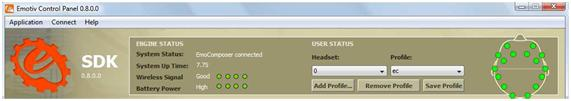 Emotiv Control Panel 0.8.0.0
Application Connect Help
SDK
0.8.0.0
ENGINE STATUS
System Status: EmoComposer connected
System Up Time: 7.75
Wireless Signal Good
Battery Power High
USER STATUS
Headset: Profile:
0 ec
Add Profile... Remove Profile Save Profile